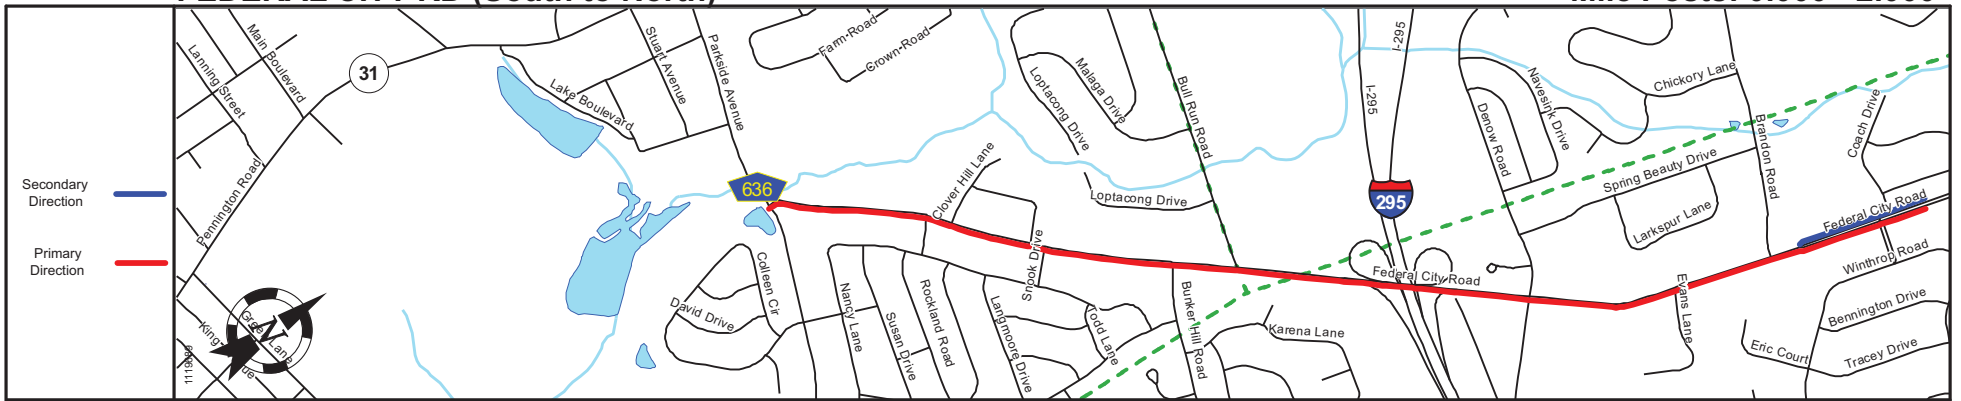 Secondary
Direction
Primary
Direction
Lanning Street
Main Boulevard
31
Pennington Road
1119689
Lake Boulevard
Stuart Avenue
Parkside Avenue
636
Farm Road
Crown Road
Clover Hill Lane
Colleen Cir
David Drive
Nancy Lane
Susan Drive
Rockland Road
Langmoore Drive
Snook Drive
Todd Lane
Loptacong Drive
Malaga Drive
Loptacong Drive
Bull Run Road
Bunker Hill Road
Karena Lane
I-295
I-295
295
Federal City Road
Denow Road
Navesink Drive
Chickory Lane
Spring Beauty Drive
Larkspur Lane
Brandon Road
Coach Drive
Federal City Road
Winthrop Road
Evans Lane
Bennington Drive
Eric Court
Tracey Drive